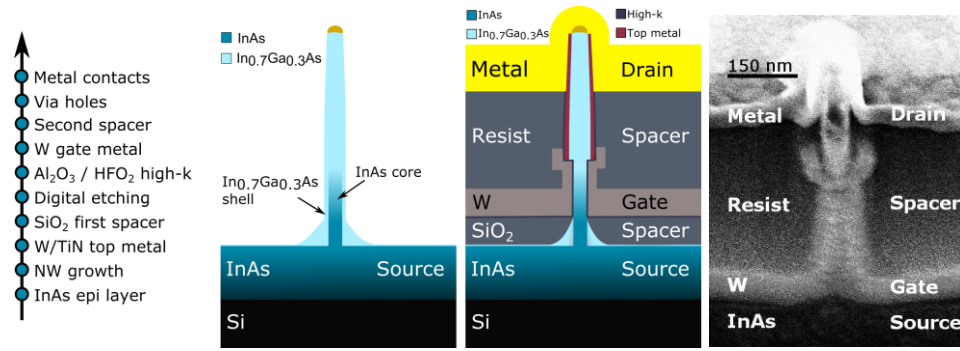 Metal contacts
Via holes
Second spacer
W gate metal
Al2O3 / HFO2 high-k
Digital etching
SiO2 first spacer
W/TiN top metal
NW growth
InAs epi layer
InAs
In0.7Ga0.3As
In0.7Ga0.3As
shell
InAs core
InAs Source
Si
InAs
In0.7Ga0.3As
High-k
Top metal
Metal Drain
Resist Spacer
W Gate
SiO2 Spacer
InAs Source
Si
150 nm
Metal Drain
Resist Spacer
W Gate
InAs Source